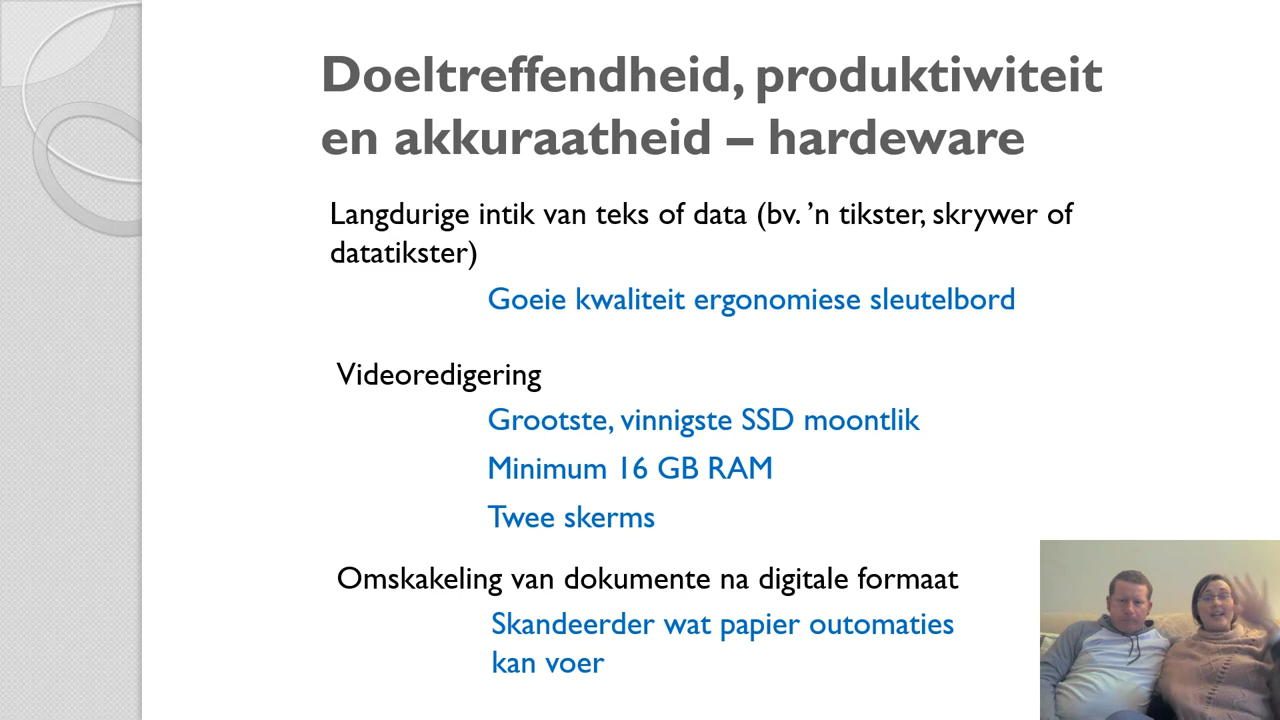 Doeltreffendheid, produktiwiteit
en akkuraatheid – hardeware
Langdurige intik van teks of data (bv. ’n tikster, skrywer of
datatikster)
Goeie kwaliteit ergonomiese sleutelbord
Videoredigering
Grootste, vinnigste SSD moontlik
Minimum 16 GB RAM
Twee skerms
Omskakeling van dokumente na digitale formaat
Skandeerder wat papier outomaties
kan voer